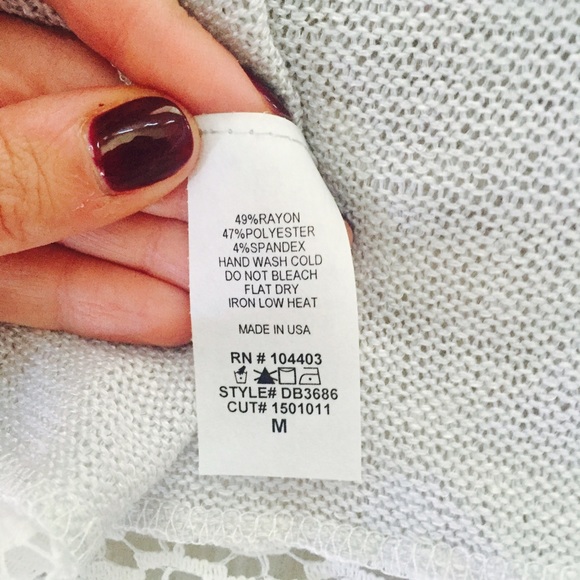 49%RAYON
47%POLYESTER
4%SPANDEX
HAND WASH COLD
DO NOT BLEACH
FLAT DRY
IRON LOW HEAT
MADE IN USA
RN # 104403
STYLE# DB3686
CUT# 1501011
M